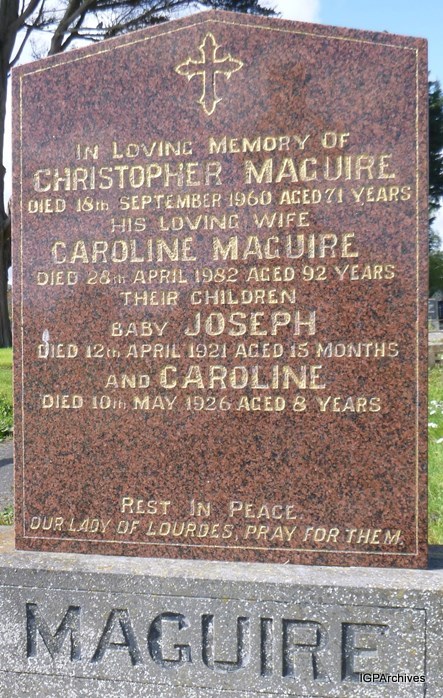 IN LOVING MEMORY OF
CHRISTOPHER MAGUIRE
DIED 18TH SEPTEMBER 1960 AGED 71 YEARS
HIS LOVING WIFE
CAROLINE MAGUIRE
DIED 28TH APRIL 1982 AGED 92 YEARS
THEIR CHILDREN
BABY JOSEPH
DIED 12TH APRIL 1921 AGED 15 MONTHS
AND CAROLINE
DIED 10TH MAY 1926 AGED 8 YEARS
REST IN PEACE.
OUR LADY OF LOURDES, PRAY FOR THEM.
MAGUIRE
IGPArchives